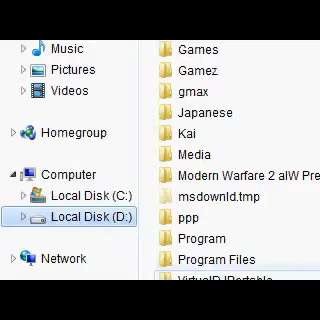 Music
Pictures
Videos
Homegroup
Computer
Local Disk (C:)
Local Disk (D:)
Network
Games
Gamez
gmax
Japanese
Kai
Media
Modern Warfare 2 alW Pre
msdownld.tmp
ppp
Program
Program Files